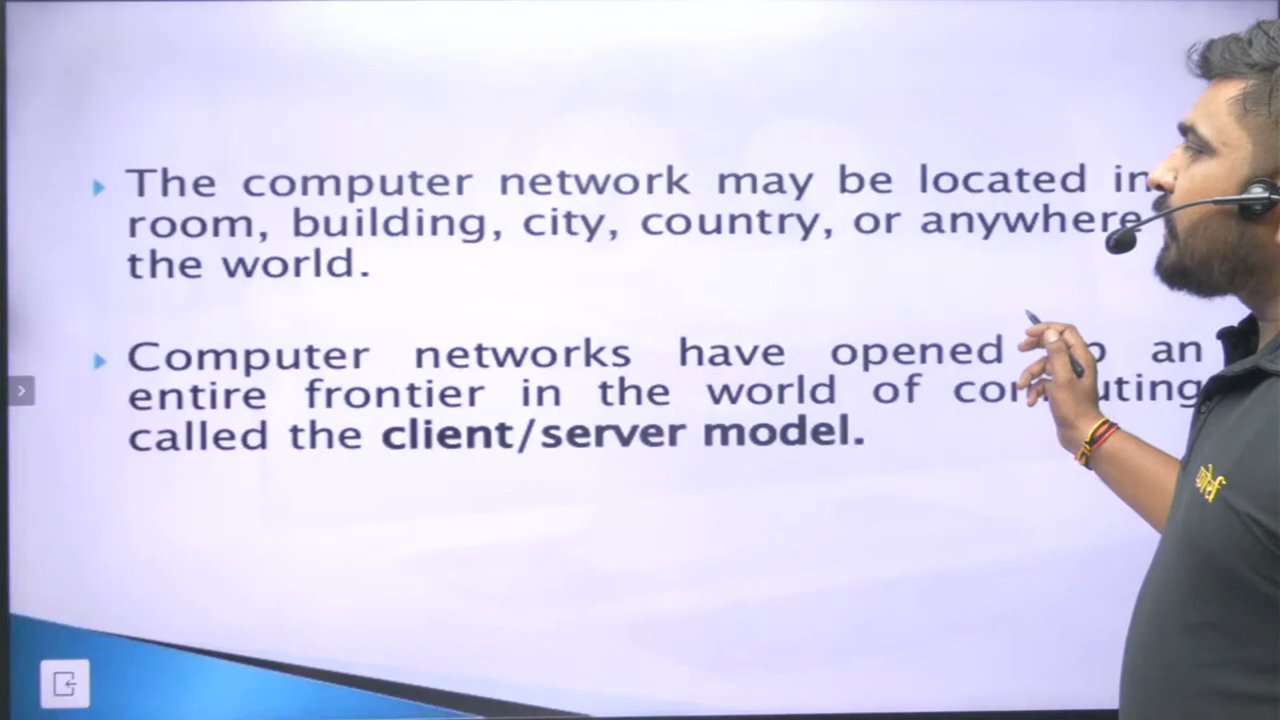 The computer network may be located in
room, building, city, country, or anywhere
the world.
Computer networks have opened an
entire frontier in the world of computing
called the client/server model.